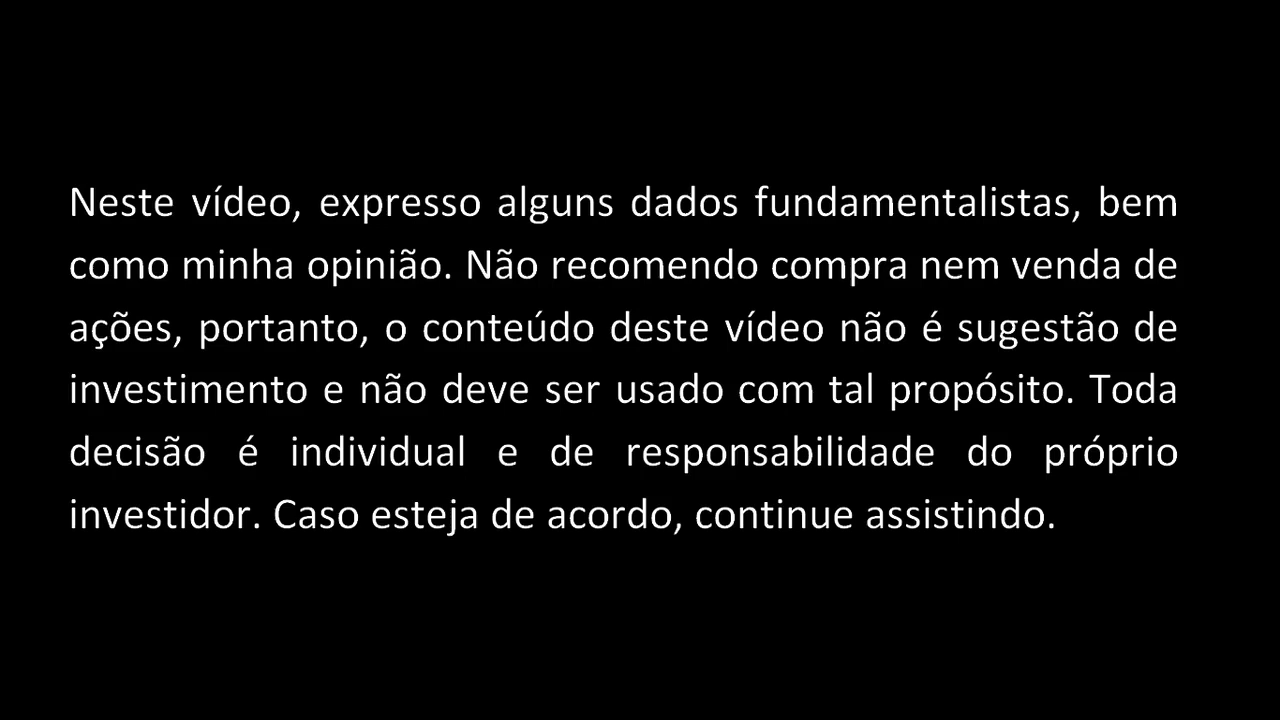 Neste vídeo, expresso alguns dados fundamentalistas, bem
como minha opinião. Não recomendo compra nem venda de
ações, portanto, o conteúdo deste vídeo não é sugestão de
investimento e não deve ser usado com tal propósito. Toda
decisão é individual e de responsabilidade do próprio
investidor. Caso esteja de acordo, continue assistindo.